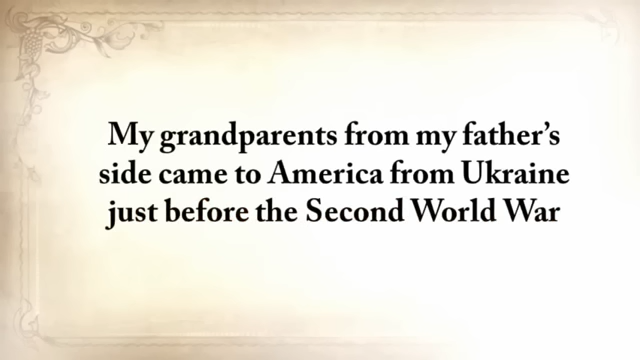 My grandparents from my father’s
side came to America from Ukraine
just before the Second World War